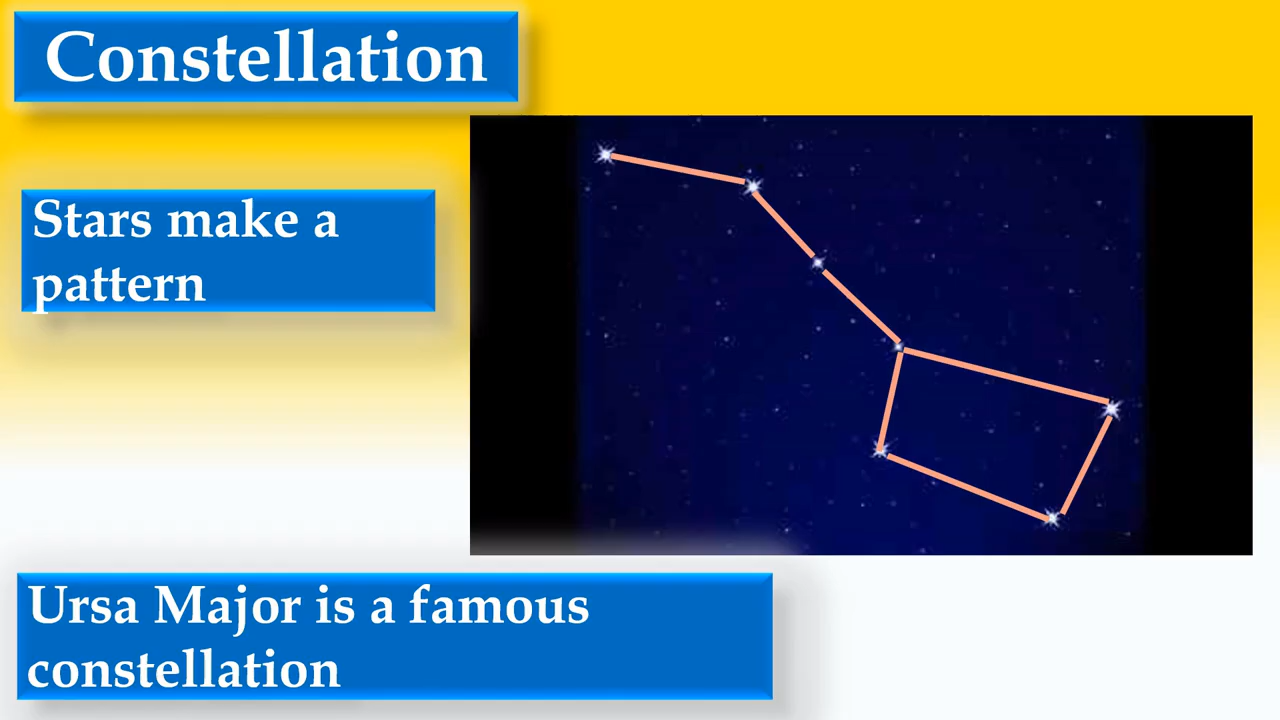 Constellation
Stars make a
pattern
Ursa Major is a famous
constellation